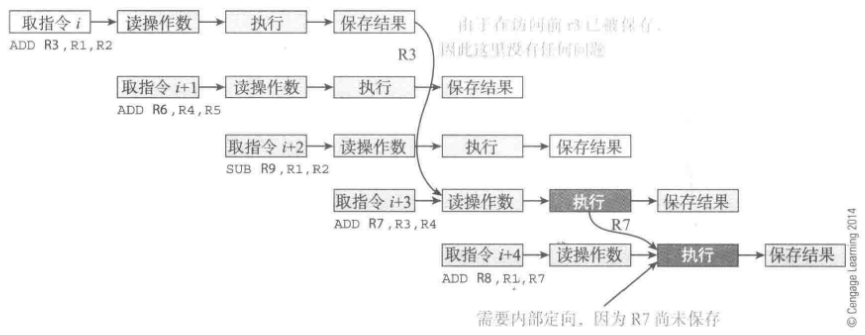 取指令 i 读操作数 执行 保存结果
由于在访问前 r3 已被保存，
ADD R3,R1,R2
R3
因此这里没有任何问题
取指令 i+1 读操作数 执行 保存结果
ADD R6,R4,R5
取指令 i+2 读操作数 执行 保存结果
SUB R9,R1,R2
取指令 i+3 读操作数 执行 保存结果
ADD R7,R3,R4
R7
取指令 i+4 读操作数 执行 保存结果
ADD R8,R1,R7
需要内部定向，因为 R7 尚未保存
© Cengage Learning 2014